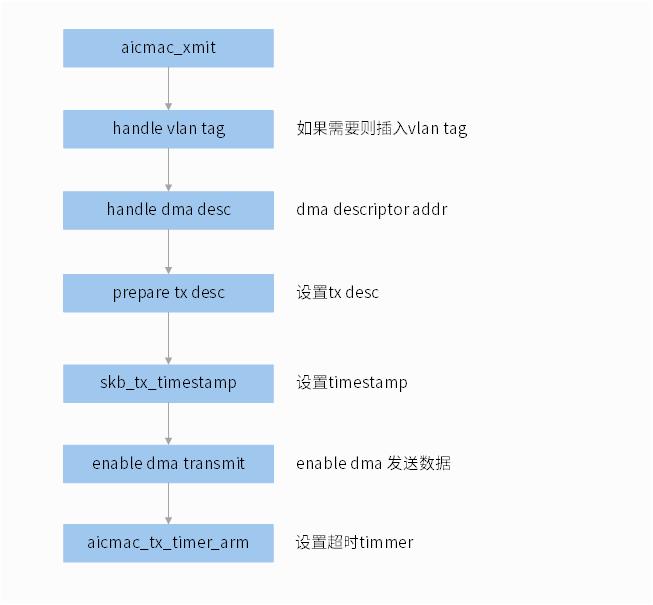 aicmac_xmit
handle vlan tag 如果需要则插入vlan tag
handle dma desc dma descriptor addr
prepare tx desc 设置tx desc
skb_tx_timestamp 设置timestamp
enable dma transmit enable dma 发送数据
aicmac_tx_timer_arm 设置超时timmer